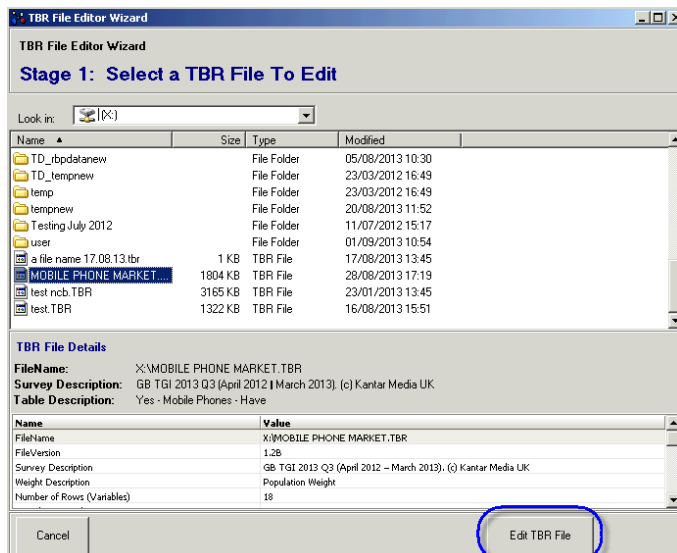 TBR File Editor Wizard
TBR File Editor Wizard
Stage 1: Select a TBR File To Edit
Look in: (X:)
Name Size Type Modified
TD_rbpdatanew File Folder 05/08/2013 10:30
TD_tempnew File Folder 23/03/2012 16:49
temp File Folder 23/03/2012 16:49
tempnew File Folder 20/08/2013 11:52
Testing July 2012 File Folder 11/07/2012 15:17
user File Folder 01/09/2013 10:54
a file name 17.08.13.tbr 1 KB TBR File 17/08/2013 13:45
MOBILE PHONE MARKET.... 1804 KB TBR File 28/08/2013 17:19
test ncb.TBR 3165 KB TBR File 23/01/2013 13:45
test.TBR 1322 KB TBR File 16/08/2013 15:51
TBR File Details
FileName: X:\MOBILE PHONE MARKET.TBR
Survey Description: GB TGI 2013 Q3 (April 2012 | March 2013). (c) Kantar Media UK
Table Description: Yes - Mobile Phones - Have
Name Value
FileName X:\MOBILE PHONE MARKET.TBR
FileVersion 1.2B
Survey Description GB TGI 2013 Q3 (April 2012 – March 2013). (c) Kantar Media UK
Weight Description Population Weight
Number of Rows (Variables) 18
Cancel Edit TBR File